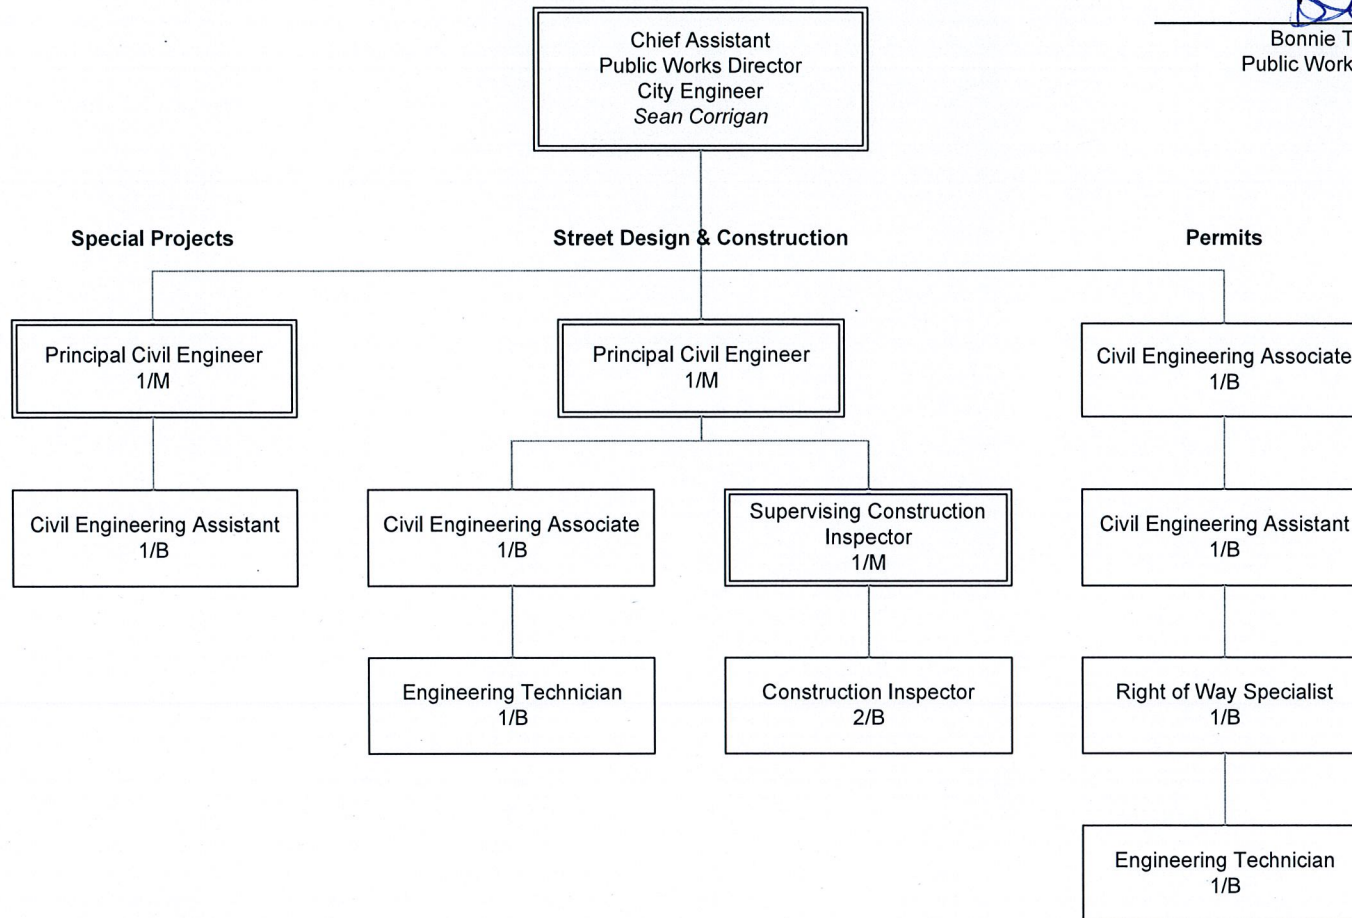 Chief Assistant
Public Works Director
City Engineer
Sean Corrigan
Bonnie T
Public Work
Special Projects
Street Design & Construction
Permits
Principal Civil Engineer
1/M
Principal Civil Engineer
1/M
Civil Engineering Associate
1/B
Civil Engineering Assistant
1/B
Civil Engineering Associate
1/B
Supervising Construction
Inspector
1/M
Civil Engineering Assistant
1/B
Engineering Technician
1/B
Construction Inspector
2/B
Right of Way Specialist
1/B
Engineering Technician
1/B